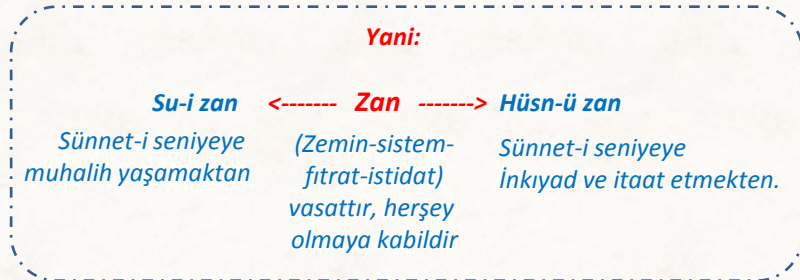 Yani:
Su-i zan <------- Zan -------> Hüsn-ü zan
Sünnet-i seniyeye
muhalih yaşamaktan
(Zemin-sistem-
fıtrat-istidat)
vasattır, herşey
olmaya kabildir
Sünnet-i seniyeye
İnkıyad ve itaat etmekten.